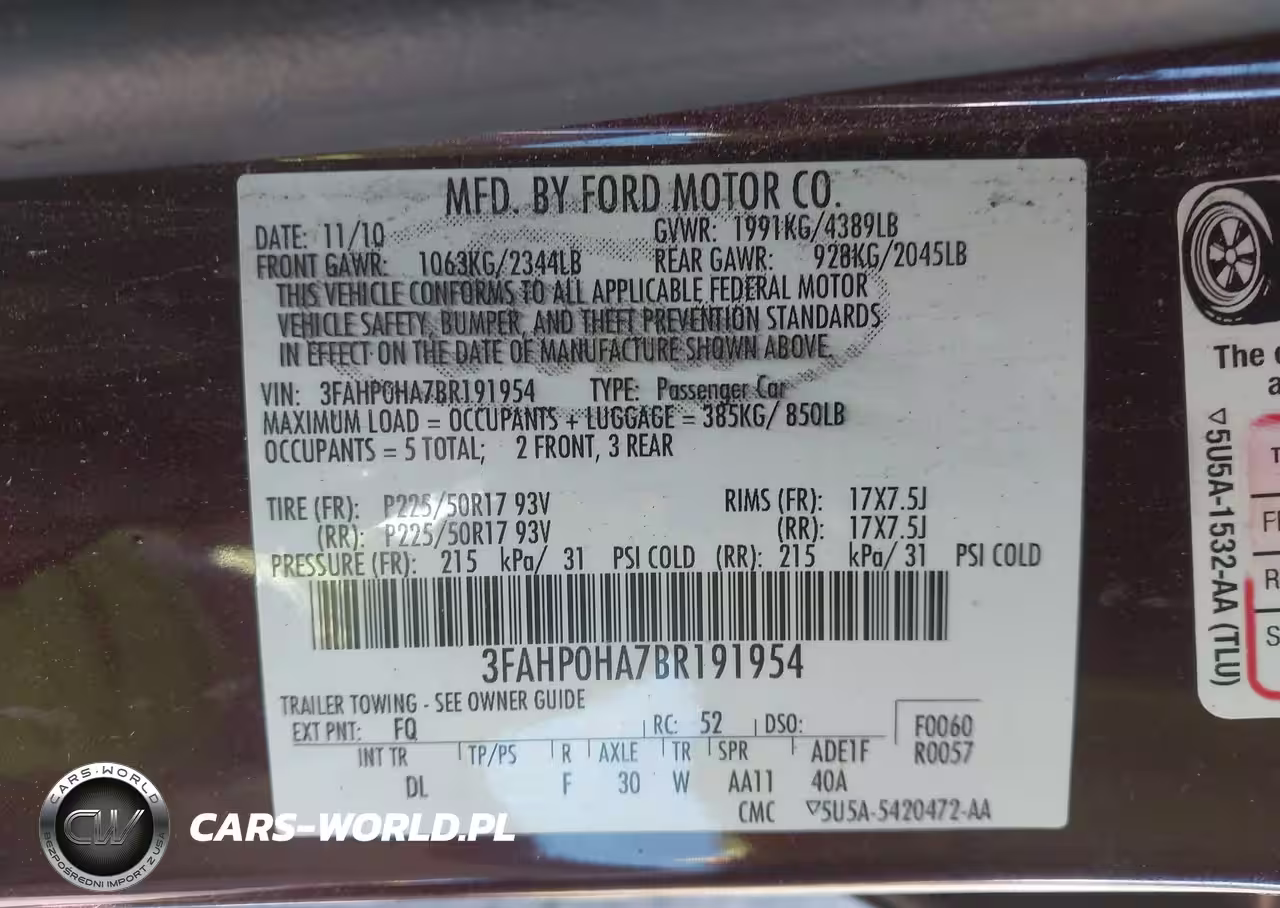 MFD. BY FORD MOTOR CO.
DATE: 11/10 GVWR: 1991KG/4389LB
FRONT GAWR: 1063KG/2344LB REAR GAWR: 928KG/2045LB
THIS VEHICLE CONFORMS TO ALL APPLICABLE FEDERAL MOTOR
VEHICLE SAFETY, BUMPER, AND THEFT PREVENTION STANDARDS
IN EFFECT ON THE DATE OF MANUFACTURE SHOWN ABOVE.
VIN: 3FAHP0HA7BR191954 TYPE: Passenger Car
MAXIMUM LOAD = OCCUPANTS + LUGGAGE = 385KG/ 850LB
OCCUPANTS = 5 TOTAL; 2 FRONT, 3 REAR
TIRE (FR): P225/50R17 93V RIMS (FR): 17X7.5J
(RR): P225/50R17 93V (RR): 17X7.5J
PRESSURE (FR): 215 kPa/ 31 PSI COLD (RR): 215 kPa/ 31 PSI COLD
3FAHP0HA7BR191954
TRAILER TOWING - SEE OWNER GUIDE
EXT PNT: FQ RC: 52 DSO: F0060
INT TR TP/PS R AXLE TR SPR ADE1F R0057
DL F 30 W AA11 40A
CMC ▽5U5A-5420472-AA
The
▽5U5A-1532-AA (TLU)
CARS-WORLD
CW
BEZPOŚREDNI IMPORT Z USA
CARS-WORLD.PL